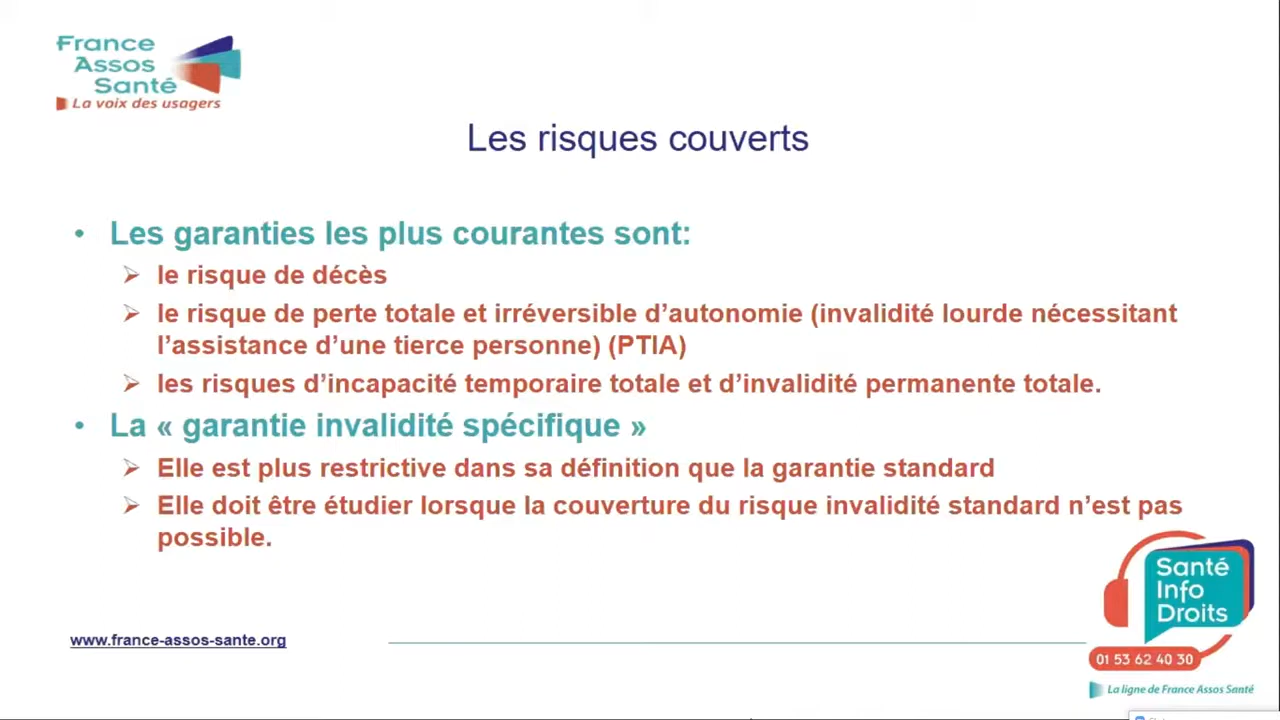 France
Assos
Santé
La voix des usagers
Les risques couverts
• Les garanties les plus courantes sont:
➢ le risque de décès
➢ le risque de perte totale et irréversible d’autonomie (invalidité lourde nécessitant
l’assistance d’une tierce personne) (PTIA)
➢ les risques d’incapacité temporaire totale et d’invalidité permanente totale.
• La « garantie invalidité spécifique »
➢ Elle est plus restrictive dans sa définition que la garantie standard
➢ Elle doit être étudier lorsque la couverture du risque invalidité standard n’est pas
possible.
Santé
Info
Droits
www.france-assos-sante.org
01 53 62 40 30
La ligne de France Assos Santé